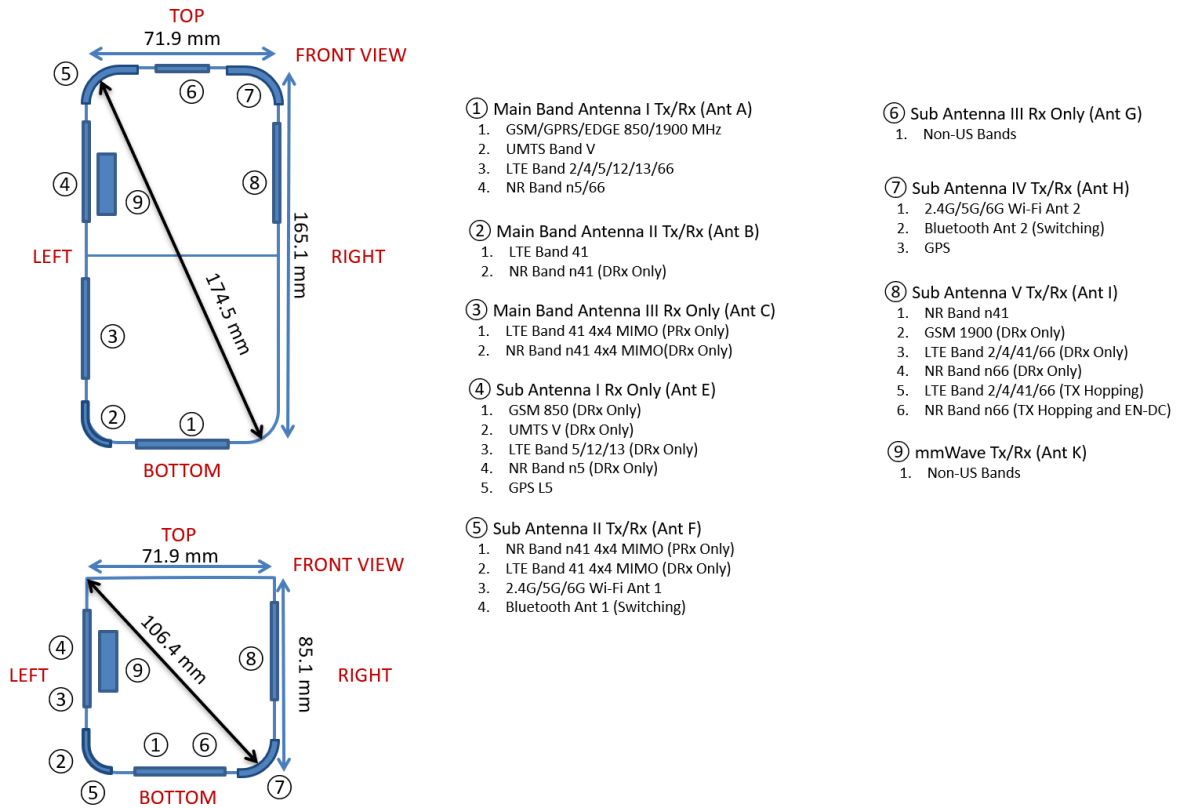 TOP
71.9 mm
FRONT VIEW
⑤
⑥
⑦
④
⑨
⑧
LEFT
RIGHT
165.1 mm
174.5 mm
③
②
①
BOTTOM
TOP
71.9 mm
FRONT VIEW
106.4 mm
85.1 mm
④
⑨
⑧
LEFT
RIGHT
③
①
⑥
②
⑤
⑦
BOTTOM
① Main Band Antenna I Tx/Rx (Ant A)
1. GSM/GPRS/EDGE 850/1900 MHz
2. UMTS Band V
3. LTE Band 2/4/5/12/13/66
4. NR Band n5/66
② Main Band Antenna II Tx/Rx (Ant B)
1. LTE Band 41
2. NR Band n41 (DRx Only)
③ Main Band Antenna III Rx Only (Ant C)
1. LTE Band 41 4x4 MIMO (PRx Only)
2. NR Band n41 4x4 MIMO(DRx Only)
④ Sub Antenna I Rx Only (Ant E)
1. GSM 850 (DRx Only)
2. UMTS V (DRx Only)
3. LTE Band 5/12/13 (DRx Only)
4. NR Band n5 (DRx Only)
5. GPS L5
⑤ Sub Antenna II Tx/Rx (Ant F)
1. NR Band n41 4x4 MIMO (PRx Only)
2. LTE Band 41 4x4 MIMO (DRx Only)
3. 2.4G/5G/6G Wi-Fi Ant 1
4. Bluetooth Ant 1 (Switching)
⑥ Sub Antenna III Rx Only (Ant G)
1. Non-US Bands
⑦ Sub Antenna IV Tx/Rx (Ant H)
1. 2.4G/5G/6G Wi-Fi Ant 2
2. Bluetooth Ant 2 (Switching)
3. GPS
⑧ Sub Antenna V Tx/Rx (Ant I)
1. NR Band n41
2. GSM 1900 (DRx Only)
3. LTE Band 2/4/41/66 (DRx Only)
4. NR Band n66 (DRx Only)
5. LTE Band 2/4/41/66 (TX Hopping)
6. NR Band n66 (TX Hopping and EN-DC)
⑨ mmWave Tx/Rx (Ant K)
1. Non-US Bands